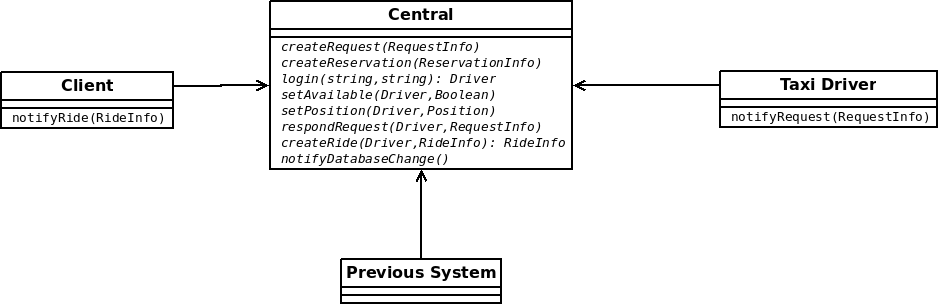 Central
createRequest(RequestInfo)
createReservation(ReservationInfo)
login(string,string): Driver
setAvailable(Driver,Boolean)
setPosition(Driver,Position)
respondRequest(Driver,RequestInfo)
createRide(Driver,RideInfo): RideInfo
notifyDatabaseChange()
Client
notifyRide(RideInfo)
Taxi Driver
notifyRequest(RequestInfo)
Previous System